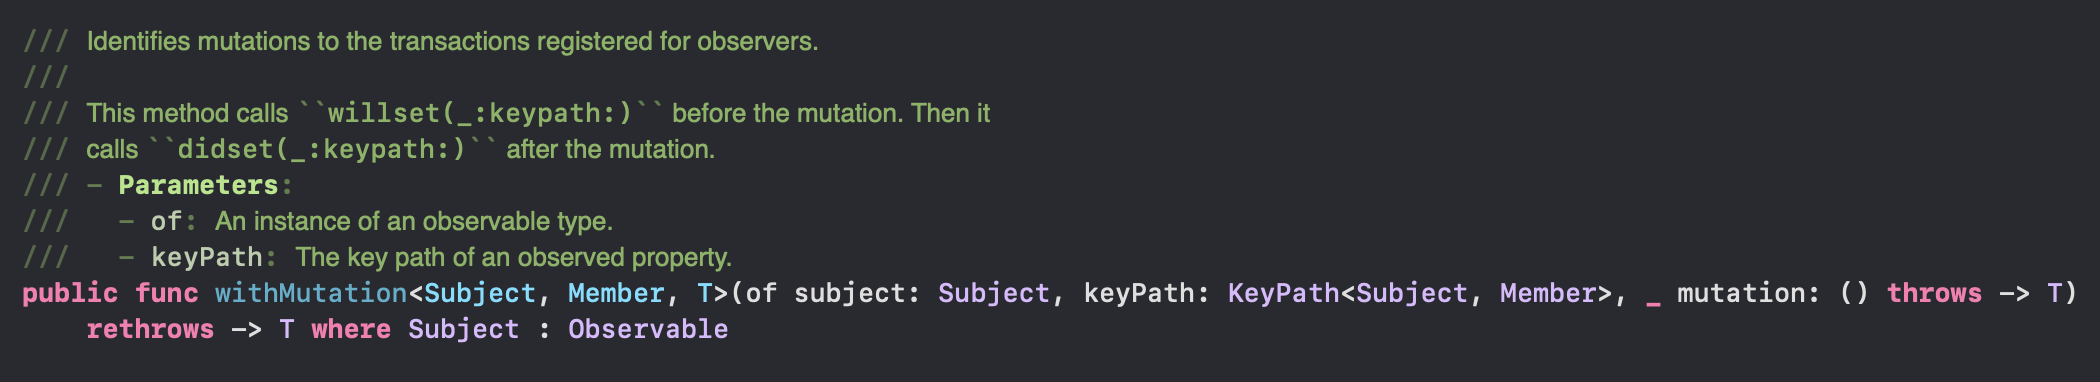 /// Identifies mutations to the transactions registered for observers.
///
/// This method calls ``willset(_:keypath:)`` before the mutation. Then it
/// calls ``didset(_:keypath:)`` after the mutation.
/// - Parameters:
///   - of: An instance of an observable type.
///   - keyPath: The key path of an observed property.
public func withMutation<Subject, Member, T>(of subject: Subject, keyPath: KeyPath<Subject, Member>, _ mutation: () throws -> T)
    rethrows -> T where Subject : Observable